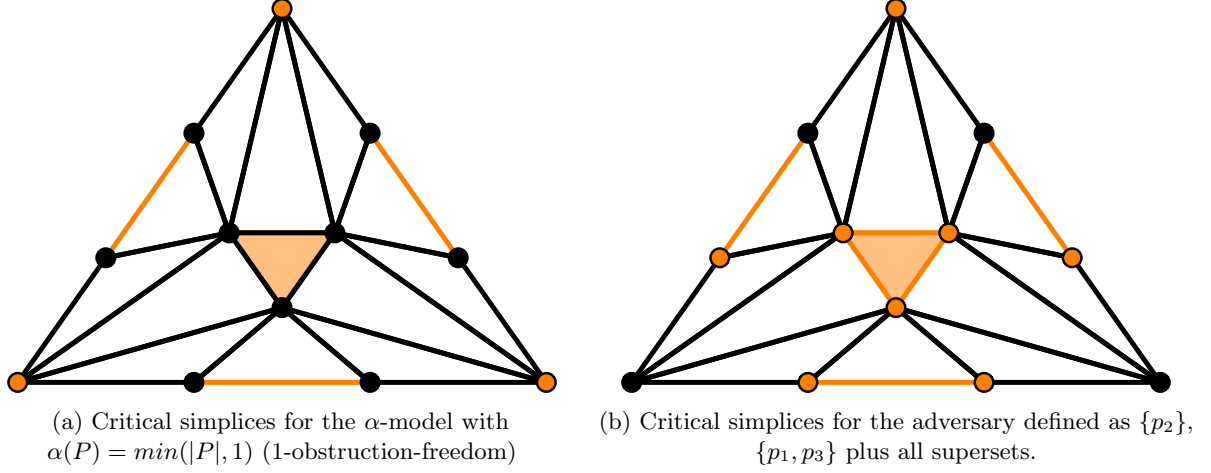 (a) Critical simplices for the α-model with
α(P) = min(|P|, 1) (1-obstruction-freedom)
(b) Critical simplices for the adversary defined as {p₂},
{p₁, p₃} plus all supersets.